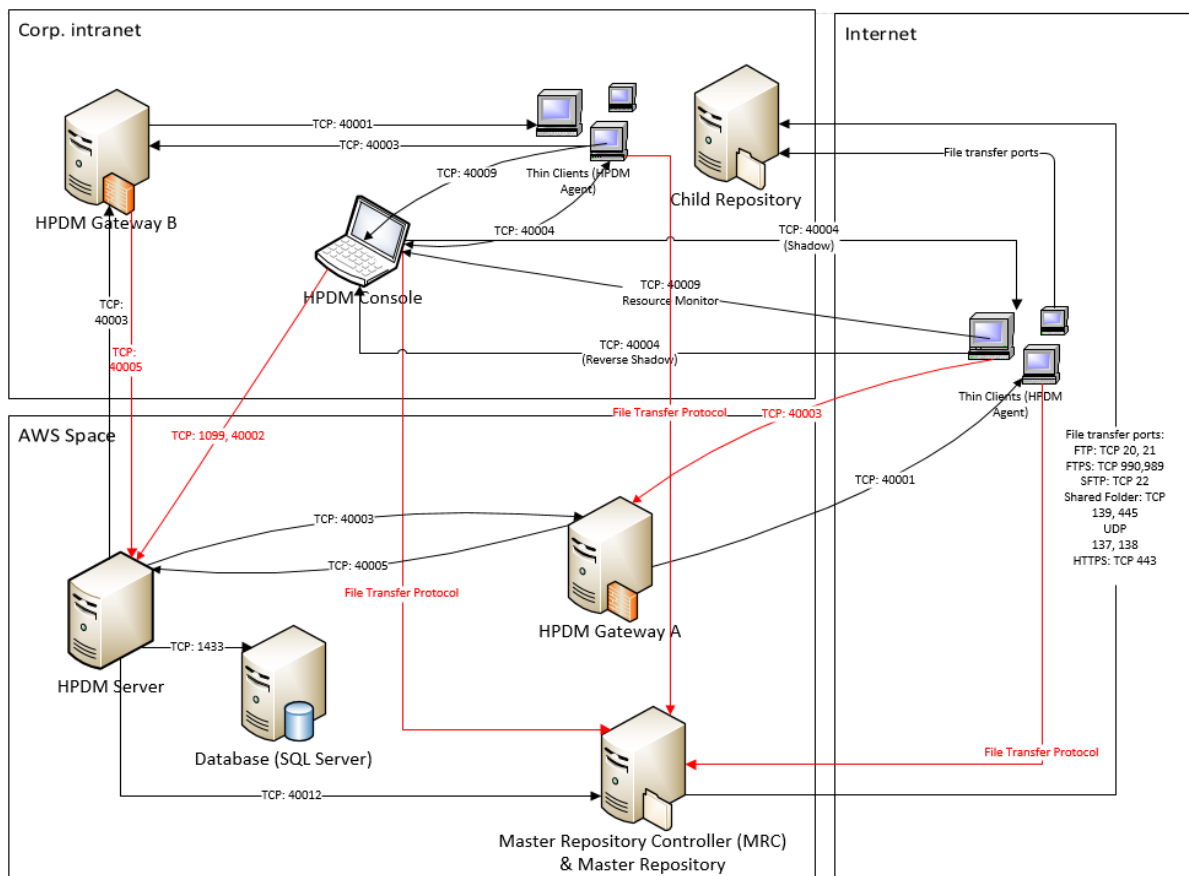 Corp. intranet
Internet
TCP: 40001
TCP: 40003
HPDM Gateway B
TCP: 40009
Thin Clients (HPDM
Agent)
TCP: 40004
HPDM Console
Child Repository
File transfer ports
TCP: 40004
(Shadow)
TCP: 40009
Resource Monitor
TCP: 40004
(Reverse Shadow)
TCP:
40003
TCP:
40005
Thin Clients (HPDM
Agent)
AWS Space
TCP: 1099, 40002
File Transfer Protocol
TCP: 40003
TCP: 40001
File transfer ports:
FTP: TCP 20, 21
FTPS: TCP 990,989
SFTP: TCP 22
Shared Folder: TCP
139, 445
UDP
137, 138
HTTPS: TCP 443
TCP: 40003
TCP: 40005
File Transfer Protocol
HPDM Gateway A
HPDM Server
TCP: 1433
Database (SQL Server)
TCP: 40012
File Transfer Protocol
Master Repository Controller (MRC)
& Master Repository